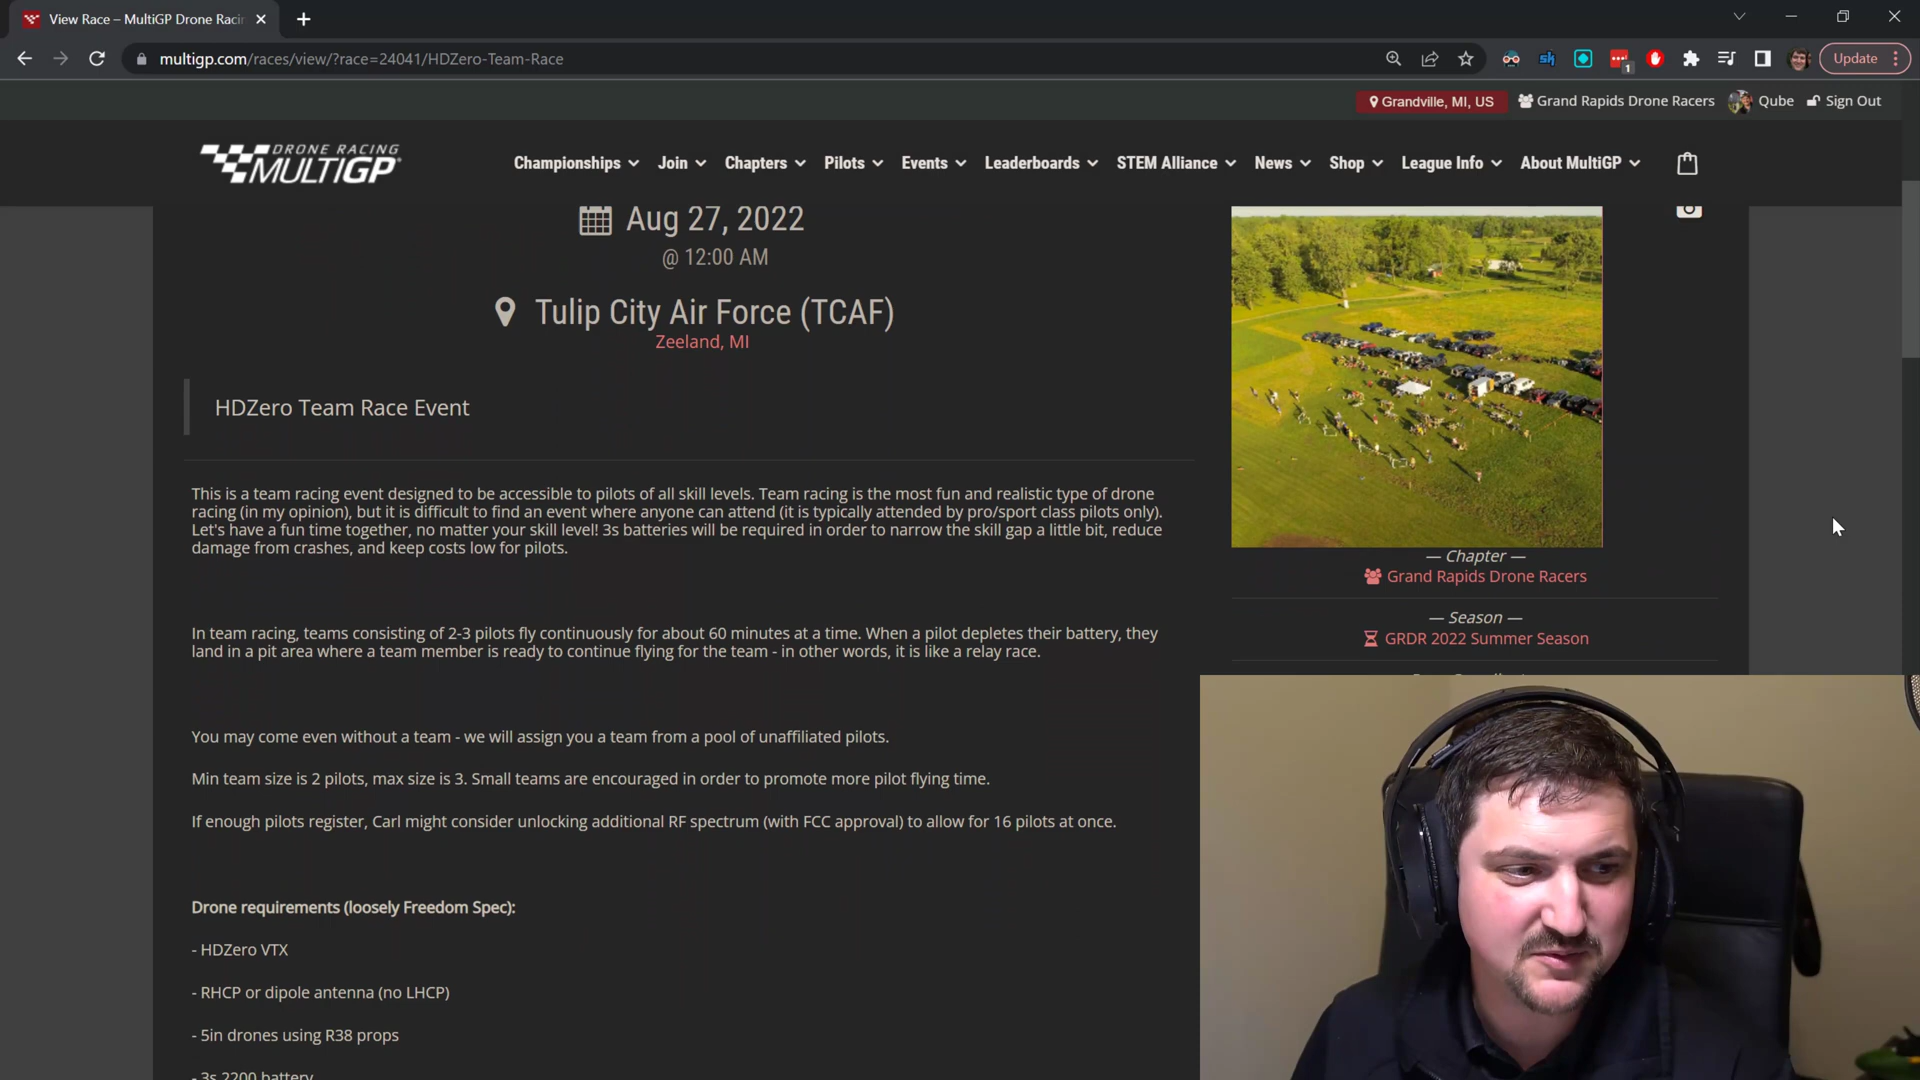 View Race – MultiGP Drone Racin
multigp.com/races/view/?race=24041/HDZero-Team-Race
sk
1
Update
Grandville, MI, US
Grand Rapids Drone Racers
Qube
Sign Out
DRONE RACING
MULTIGP
Championships
Join
Chapters
Pilots
Events
Leaderboards
STEM Alliance
News
Shop
League Info
About MultiGP
Aug 27, 2022
@ 12:00 AM
Tulip City Air Force (TCAF)
Zeeland, MI
HDZero Team Race Event
This is a team racing event designed to be accessible to pilots of all skill levels. Team racing is the most fun and realistic type of drone
racing (in my opinion), but it is difficult to find an event where anyone can attend (it is typically attended by pro/sport class pilots only).
Let's have a fun time together, no matter your skill level! 3s batteries will be required in order to narrow the skill gap a little bit, reduce
damage from crashes, and keep costs low for pilots.
In team racing, teams consisting of 2-3 pilots fly continuously for about 60 minutes at a time. When a pilot depletes their battery, they
land in a pit area where a team member is ready to continue flying for the team - in other words, it is like a relay race.
You may come even without a team - we will assign you a team from a pool of unaffiliated pilots.
Min team size is 2 pilots, max size is 3. Small teams are encouraged in order to promote more pilot flying time.
If enough pilots register, Carl might consider unlocking additional RF spectrum (with FCC approval) to allow for 16 pilots at once.
Drone requirements (loosely Freedom Spec):
- HDZero VTX
- RHCP or dipole antenna (no LHCP)
- 5in drones using R38 props
- 3s 2200 battery
— Chapter —
Grand Rapids Drone Racers
— Season —
GRDR 2022 Summer Season